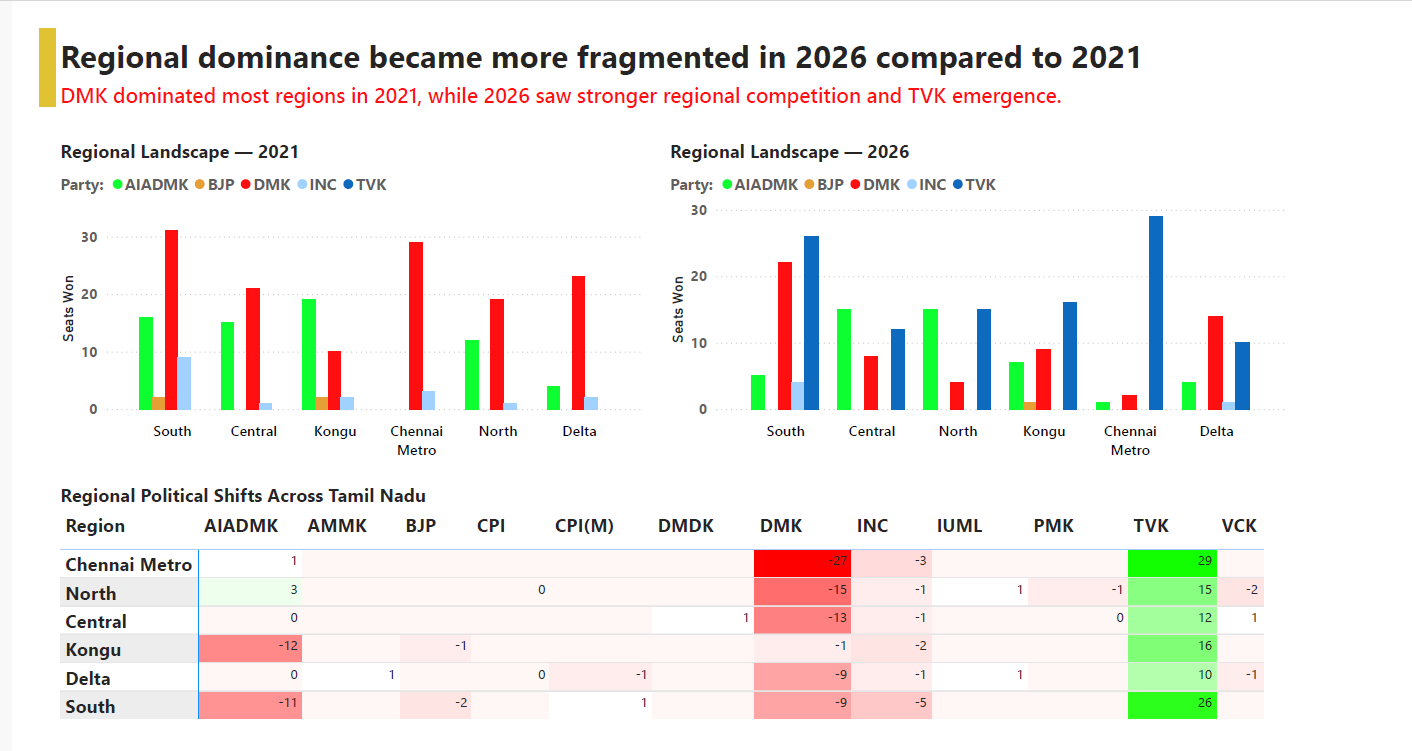 Regional dominance became more fragmented in 2026 compared to 2021
DMK dominated most regions in 2021, while 2026 saw stronger regional competition and TVK emergence.
Regional Landscape — 2021
Party: AIADMK BJP DMK INC TVK
Seats Won
30
20
10
0
South Central Kongu Chennai Metro North Delta
Regional Landscape — 2026
Party: AIADMK BJP DMK INC TVK
Seats Won
30
20
10
0
South Central North Kongu Chennai Metro Delta
Regional Political Shifts Across Tamil Nadu
Region AIADMK AMMK BJP CPI CPI(M) DMDK DMK INC IUML PMK TVK VCK
Chennai Metro 1 -27 -3 29
North 3 0 -15 -1 1 -1 15 -2
Central 0 1 -13 -1 0 12 1
Kongu -12 -1 -1 -2 16
Delta 0 1 0 -1 -9 -1 1 10 -1
South -11 -2 1 -9 -5 26